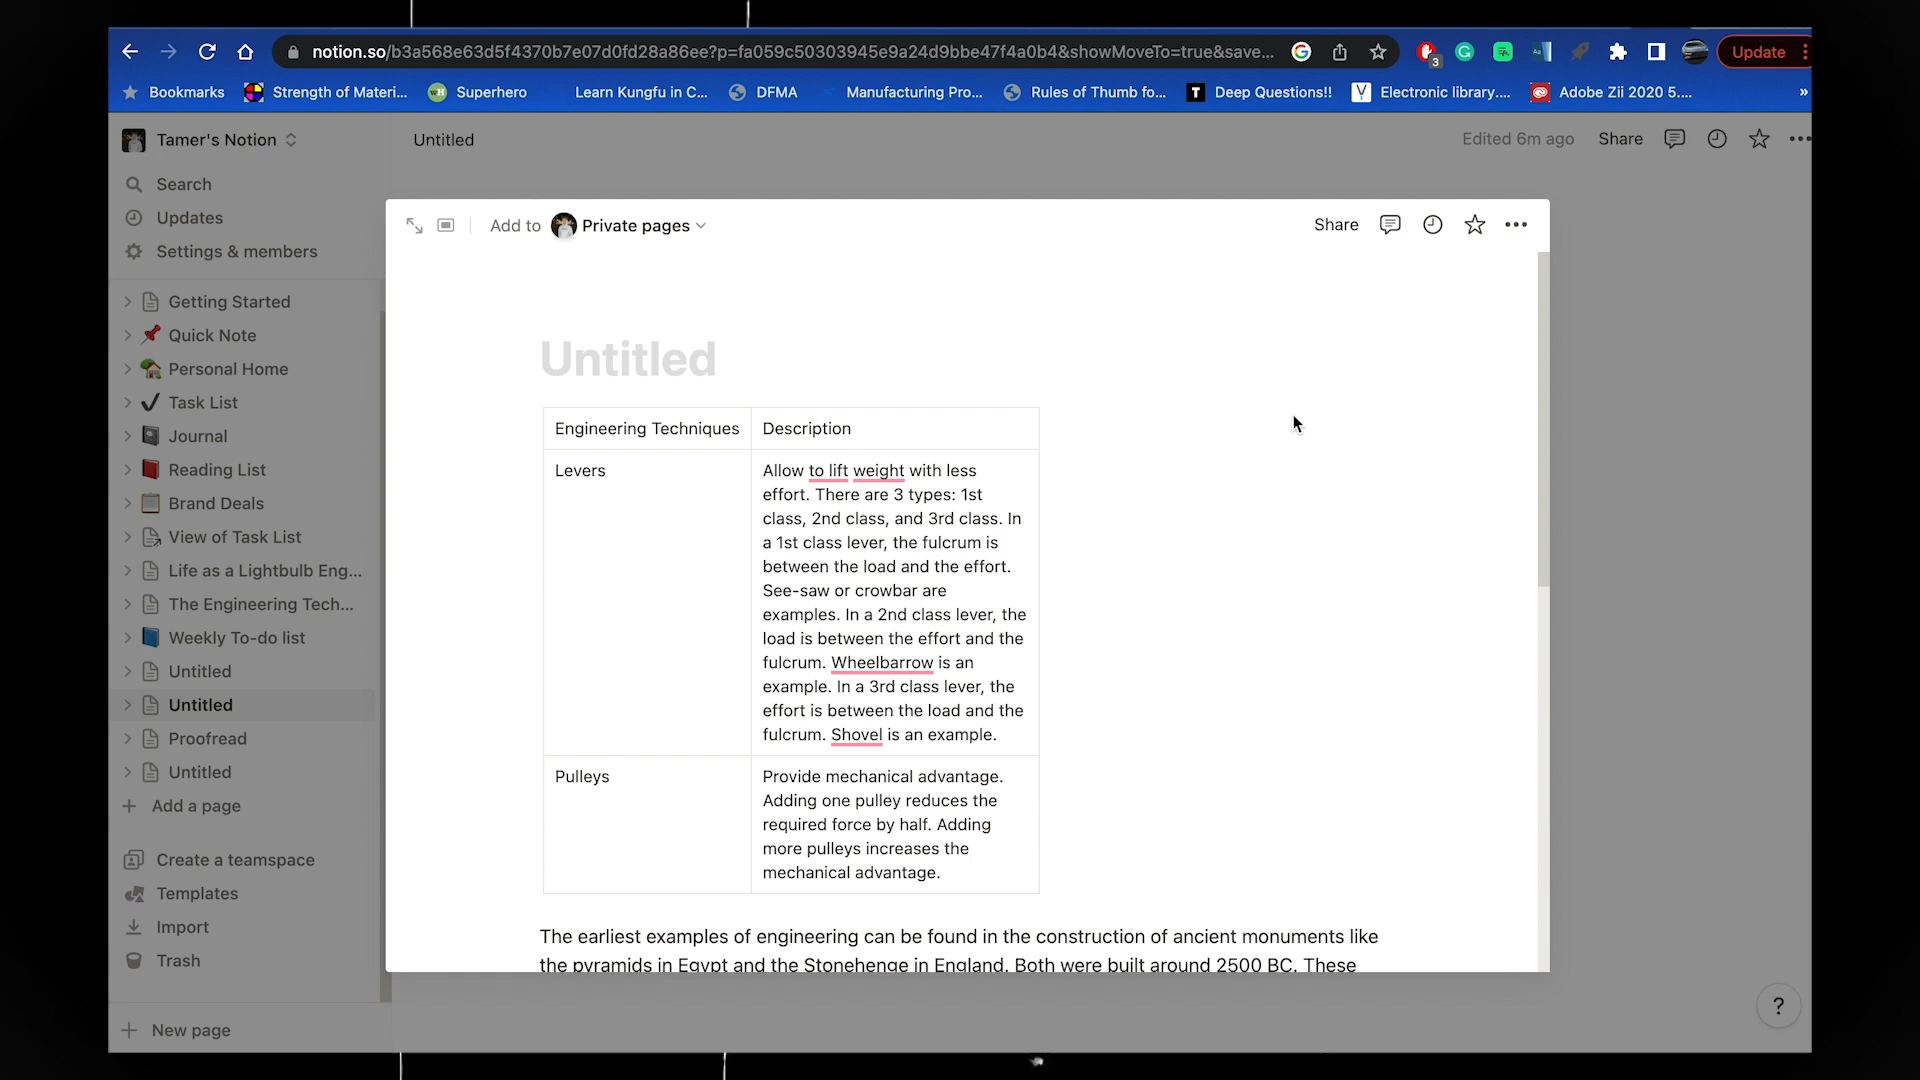 notion.so/b3a568e63d5f4370b7e07d0fd28a86ee?p=fa059c50303945e9a24d9bbe47f4a0b4&showMoveTo=true&save...
3
Update
Bookmarks
Strength of Materi...
Superhero
Learn Kungfu in C...
DFMA
Manufacturing Pro...
Rules of Thumb fo...
Deep Questions!!
Electronic library....
Adobe Zii 2020 5....
»
Tamer's Notion
Untitled
Edited 6m ago
Share
Search
Updates
Settings & members
Getting Started
Quick Note
Personal Home
Task List
Journal
Reading List
Brand Deals
View of Task List
Life as a Lightbulb Eng...
The Engineering Tech...
Weekly To-do list
Untitled
Untitled
Proofread
Untitled
Add a page
Create a teamspace
Templates
Import
Trash
New page
Add to Private pages
Share
Untitled
Engineering Techniques
Description
Levers
Allow to lift weight with less
effort. There are 3 types: 1st
class, 2nd class, and 3rd class. In
a 1st class lever, the fulcrum is
between the load and the effort.
See-saw or crowbar are
examples. In a 2nd class lever, the
load is between the effort and the
fulcrum. Wheelbarrow is an
example. In a 3rd class lever, the
effort is between the load and the
fulcrum. Shovel is an example.
Pulleys
Provide mechanical advantage.
Adding one pulley reduces the
required force by half. Adding
more pulleys increases the
mechanical advantage.
The earliest examples of engineering can be found in the construction of ancient monuments like
the pyramids in Egypt and the Stonehenge in England. Both were built around 2500 BC. These
?